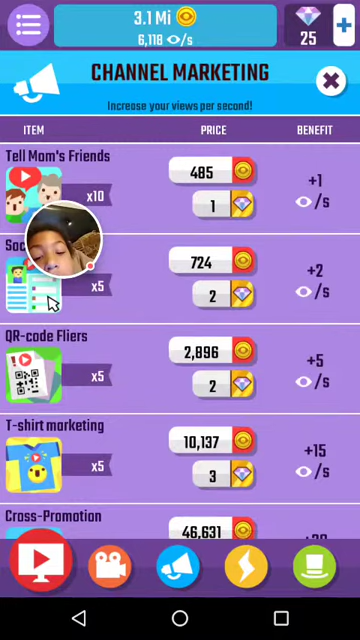 3.1 Mi
6,118 /s
25
CHANNEL MARKETING
Increase your views per second!
ITEM PRICE BENEFIT
Tell Mom's Friends
x10
485
1
+1
/s
Soc
x5
724
2
+2
/s
QR-code Fliers
x5
2,896
2
+5
/s
T-shirt marketing
x5
10,137
3
+15
/s
Cross-Promotion
46,631